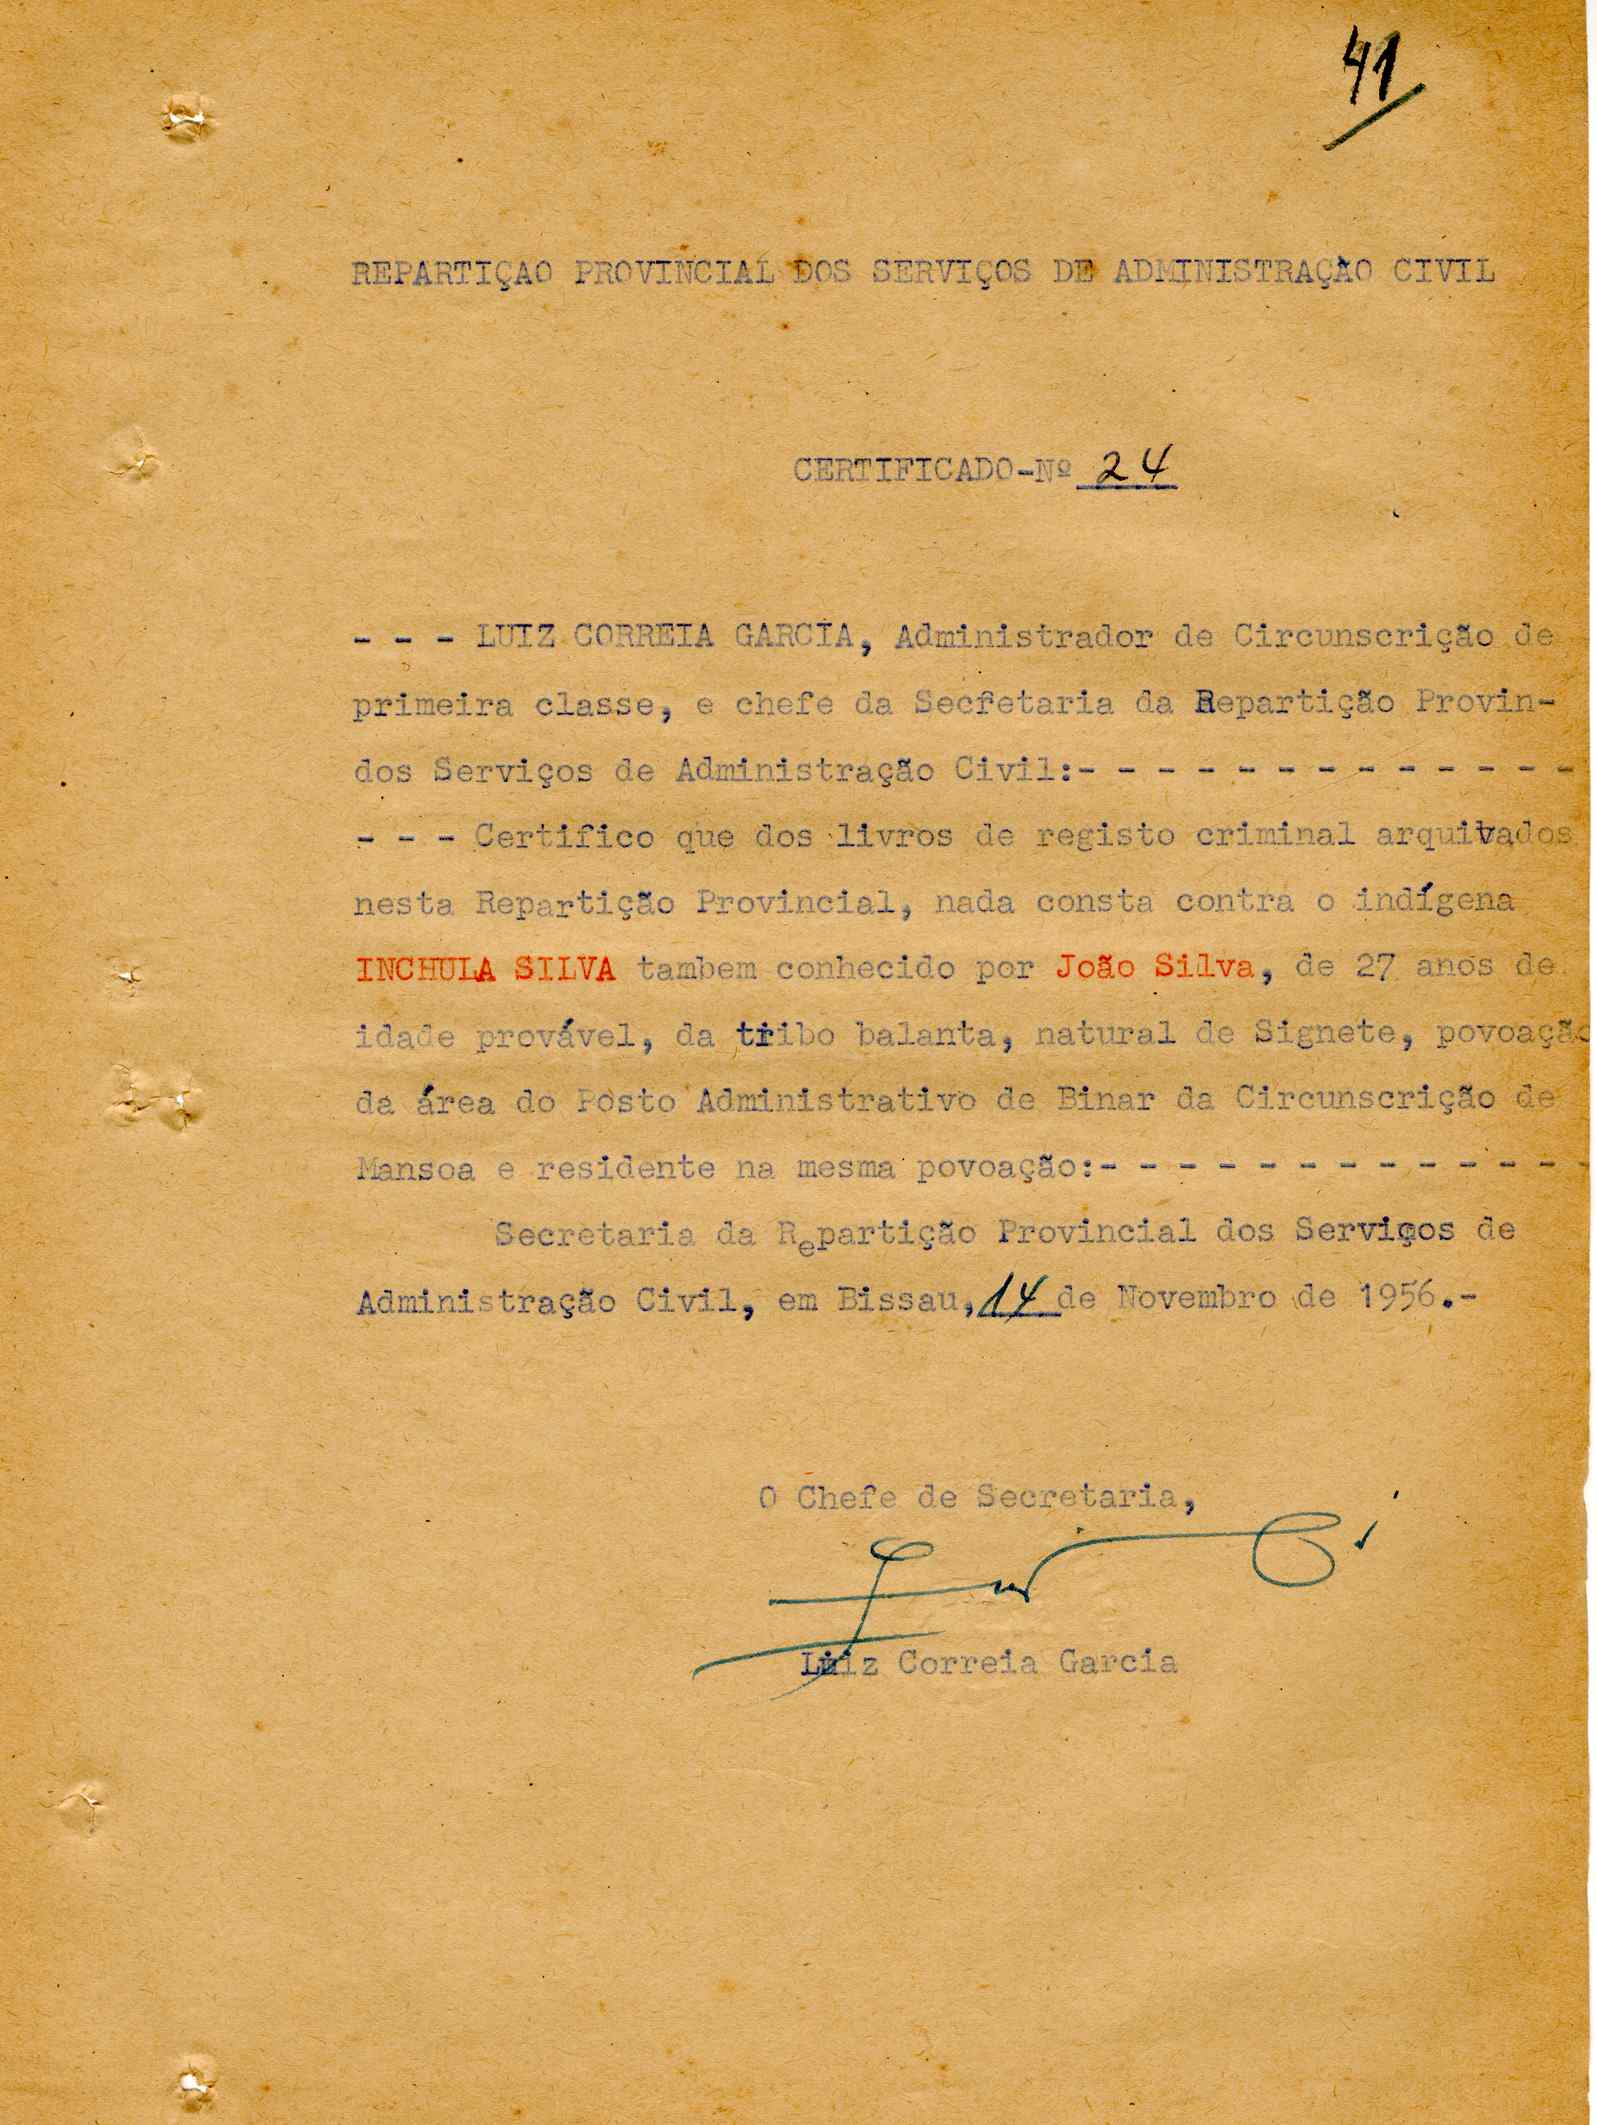 41
REPARTIÇAO PROVINCIAL DOS SERVIÇOS DE ADMINISTRAÇÃO CIVIL
CERTIFICADO-Nº 24
- - - LUIZ CORREIA GARCIA, Administrador de Circunscrição de
primeira classe, e chefe da Secretaria da Repartição Provin-
dos Serviços de Administração Civil:- - - - - - - - - - - - -
- - - Certifico que dos livros de registo criminal arquivados
nesta Repartição Provincial, nada consta contra o indígena
INCHULA SILVA tambem conhecido por João Silva, de 27 anos de
idade provável, da tribo balanta, natural de Signete, povoação
da área do Posto Administrativo de Binar da Circunscrição de
Mansoa e residente na mesma povoação:- - - - - - - - - - - - -
Secretaria da Repartição Provincial dos Serviços de
Administração Civil, em Bissau, 14 de Novembro de 1956.-
O Chefe de Secretaria,
Luiz Correia Garcia